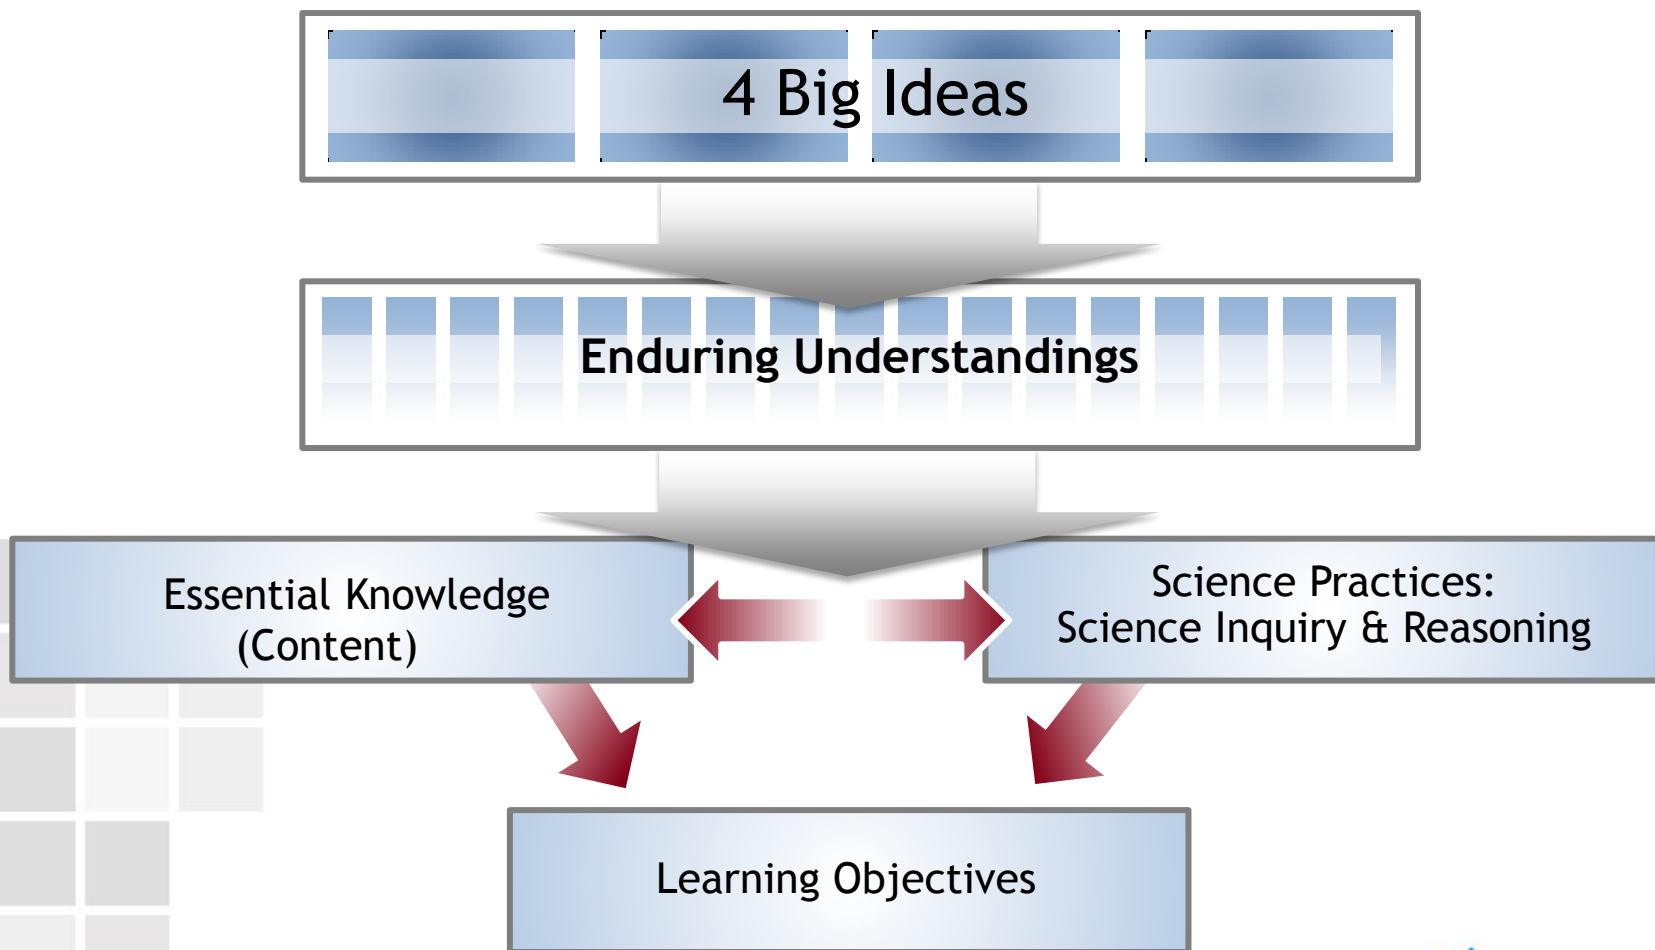 4 Big Ideas
Enduring Understandings
Essential Knowledge
(Content)
Science Practices:
Science Inquiry & Reasoning
Learning Objectives